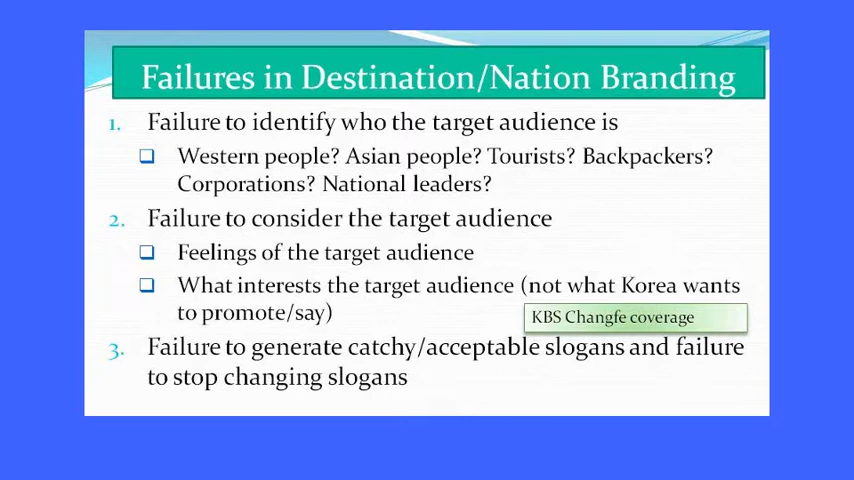 Failures in Destination/Nation Branding
1. Failure to identify who the target audience is
Western people? Asian people? Tourists? Backpackers?
Corporations? National leaders?
2. Failure to consider the target audience
Feelings of the target audience
What interests the target audience (not what Korea wants
to promote/say)
KBS Changfe coverage
3. Failure to generate catchy/acceptable slogans and failure
to stop changing slogans